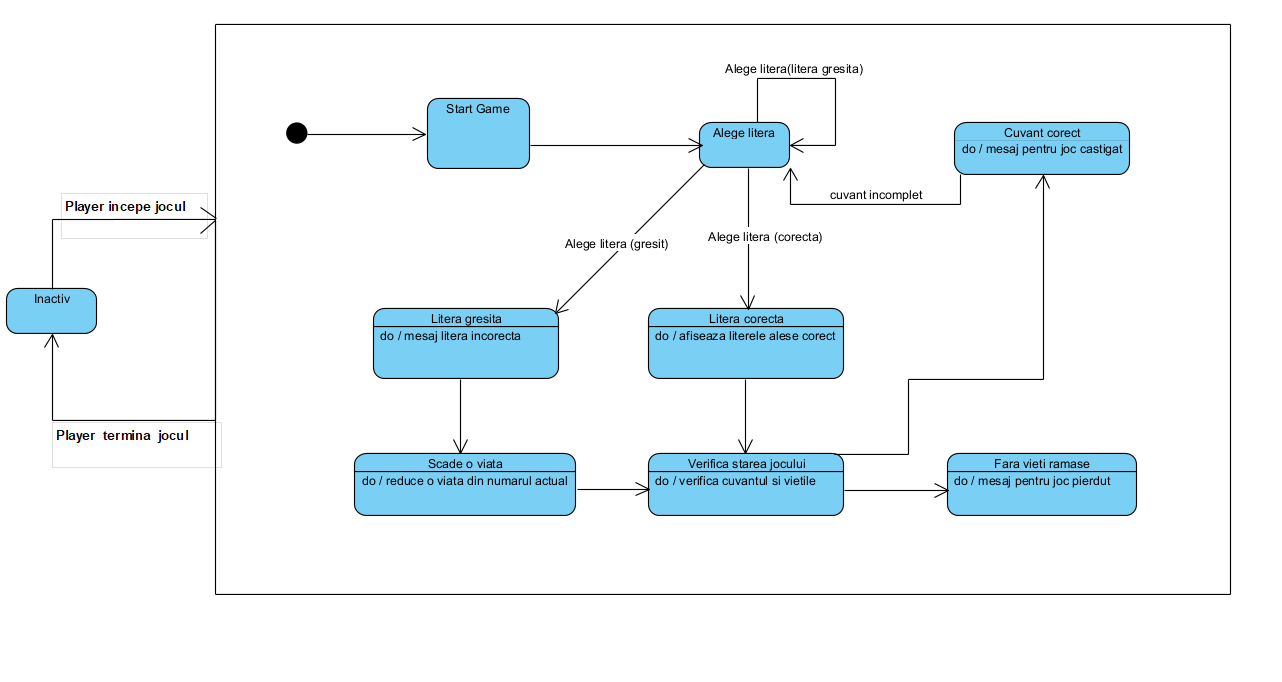 Alege litera(litera gresita)
Start Game
Alege litera
Cuvant corect
do / mesaj pentru joc castigat
cuvant incomplet
Player incepe jocul
Alege litera (gresit)
Alege litera (corecta)
Inactiv
Litera gresita
do / mesaj litera incorecta
Litera corecta
do / afiseaza literele alese corect
Player termina jocul
Scade o viata
do / reduce o viata din numarul actual
Verifica starea jocului
do / verifica cuvantul si vietile
Fara vieti ramase
do / mesaj pentru joc pierdut